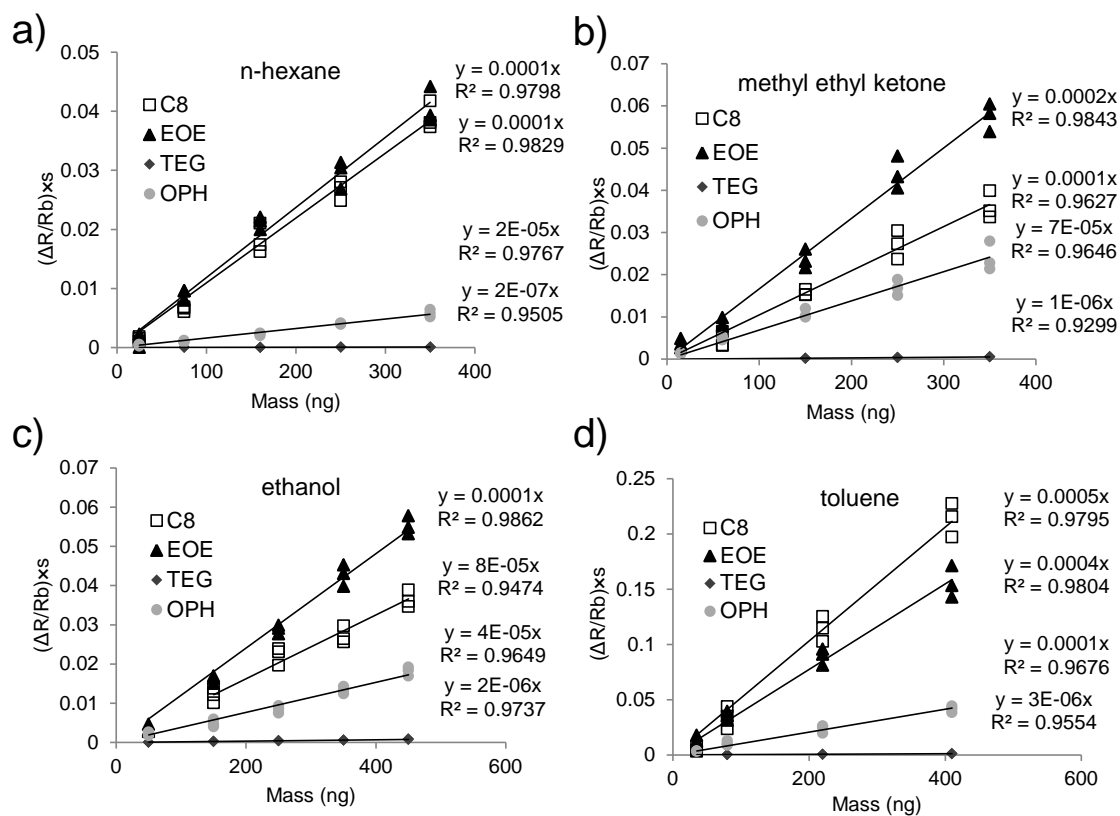 a)
n-hexane
(ΔR/Rb)×s
0.05
0.04
0.03
0.02
0.01
0
0 100 200 300 400
Mass (ng)
C8
EOE
TEG
OPH
y = 0.0001x
R² = 0.9798
y = 0.0001x
R² = 0.9829
y = 2E-05x
R² = 0.9767
y = 2E-07x
R² = 0.9505
b)
methyl ethyl ketone
(ΔR/Rb)×s
0.07
0.06
0.05
0.04
0.03
0.02
0.01
0
0 100 200 300 400
Mass (ng)
C8
EOE
TEG
OPH
y = 0.0002x
R² = 0.9843
y = 0.0001x
R² = 0.9627
y = 7E-05x
R² = 0.9646
y = 1E-06x
R² = 0.9299
c)
ethanol
(ΔR/Rb)×s
0.07
0.06
0.05
0.04
0.03
0.02
0.01
0
0 200 400 600
Mass (ng)
C8
EOE
TEG
OPH
y = 0.0001x
R² = 0.9862
y = 8E-05x
R² = 0.9474
y = 4E-05x
R² = 0.9649
y = 2E-06x
R² = 0.9737
d)
toluene
(ΔR/Rb)×s
0.25
0.2
0.15
0.1
0.05
0
0 200 400 600
Mass (ng)
C8
EOE
TEG
OPH
y = 0.0005x
R² = 0.9795
y = 0.0004x
R² = 0.9804
y = 0.0001x
R² = 0.9676
y = 3E-06x
R² = 0.9554